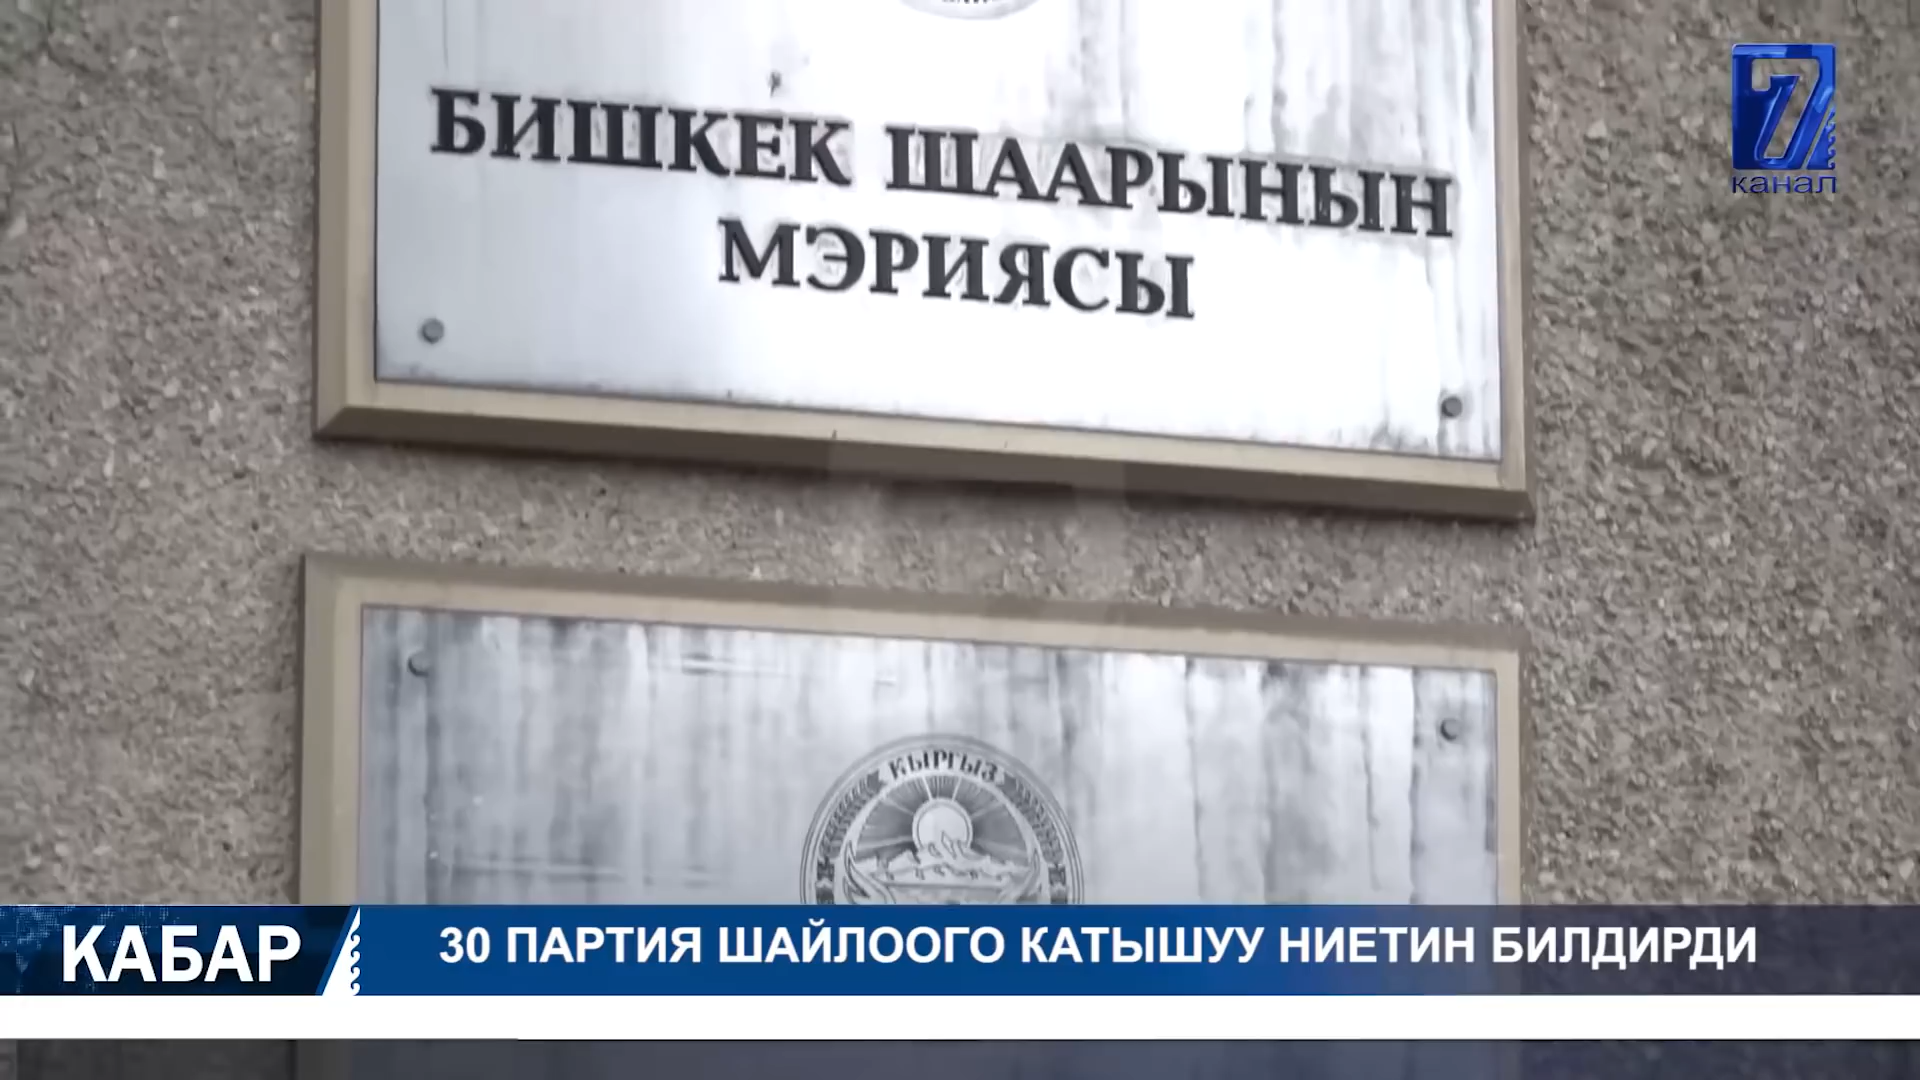 7
канал
БИШКЕК ШААРЫНЫН
МЭРИЯСЫ
КЫРГЫЗ
КАБАР
30 ПАРТИЯ ШАЙЛООГО КАТЫШУУ НИЕТИН БИЛДИРДИ